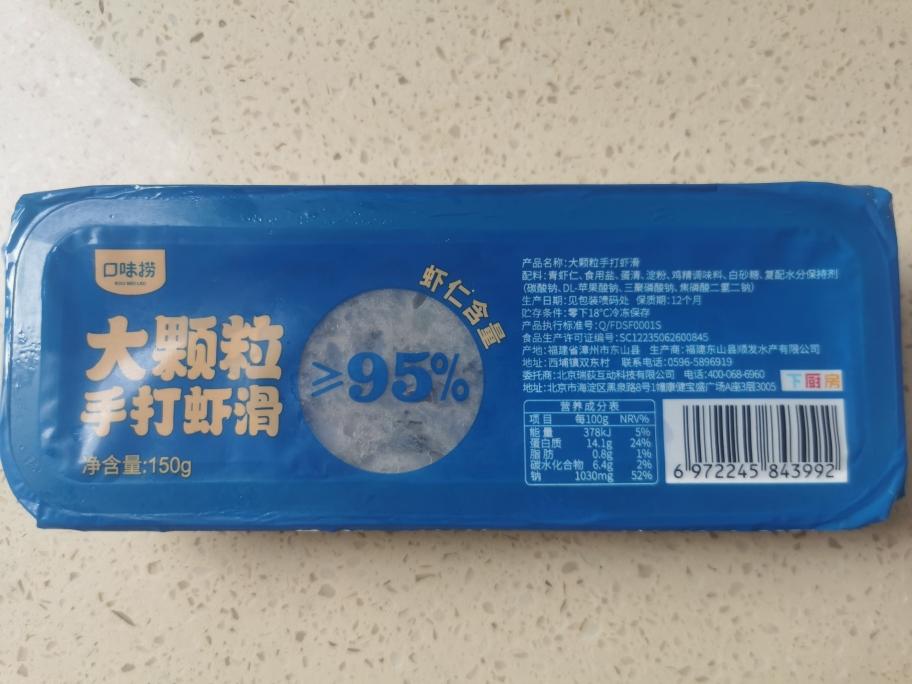 口味捞
大颗粒
手打虾滑
净含量:150g
虾仁含量
≥95%
产品名称:大颗粒手打虾滑
配料:青虾仁、食用盐、蛋清、淀粉、鸡精调味料、白砂糖、复配水分保持剂
(碳酸钠、DL-苹果酸钠、三聚磷酸钠、焦磷酸二氢二钠)
生产日期:见包装喷码处 保质期:12个月
贮存条件:零下18℃冷冻保存
产品执行标准号:Q/FDSF0001S
食品生产许可证编号:SC12235062600845
产地:福建省漳州市东山县 生产商:福建东山县顺发水产有限公司
地址:西埔镇双东村 联系电话:0596-5896919
委托商:北京瑞荻互动科技有限公司 电话:400-068-6960
地址:北京市海淀区黑泉路8号1幢康健宝盛广场A座3层3005
下厨房
营养成分表
项目 每100g NRV%
能量 378kJ 5%
蛋白质 14.1g 24%
脂肪 0.8g 1%
碳水化合物 6.4g 2%
钠 1030mg 52%
6 972245 843992